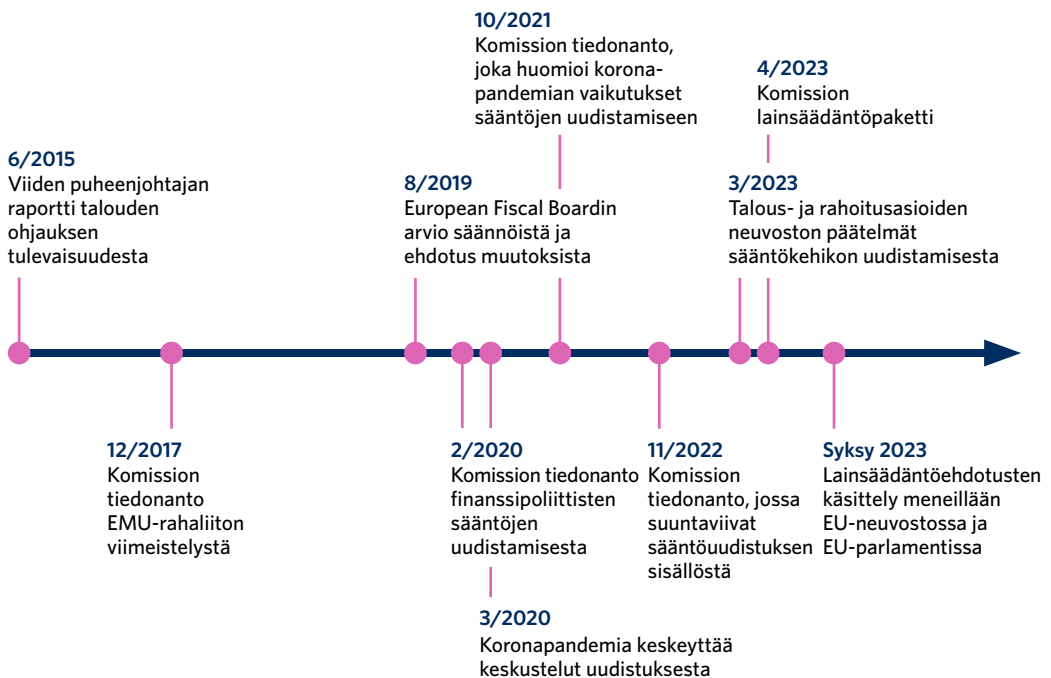 10/2021
Komission tiedonanto,
joka huomioi korona-
pandemian vaikutukset
sääntöjen uudistamiseen
4/2023
Komission
lainsäädäntöpaketti
6/2015
Viiden puheenjohtajan
raportti talouden
ohjauksen
tulevaisuudesta
8/2019
European Fiscal Boardin
arvio säännöistä ja
ehdotus muutoksista
3/2023
Talous- ja rahoitusasioiden
neuvoston päätelmät
sääntökehikon uudistamisesta
12/2017
Komission
tiedonanto
EMU-rahaliiton
viimeistelystä
2/2020
Komission tiedonanto
finanssipoliittisten
sääntöjen
uudistamisesta
11/2022
Komission
tiedonanto, jossa
suuntaviivat
sääntöuudistuksen
sisällöstä
Syksy 2023
Lainsäädäntöehdotusten
käsittely meneillään
EU-neuvostossa ja
EU-parlamentissa
3/2020
Koronapandemia keskeyttää
keskustelut uudistuksesta